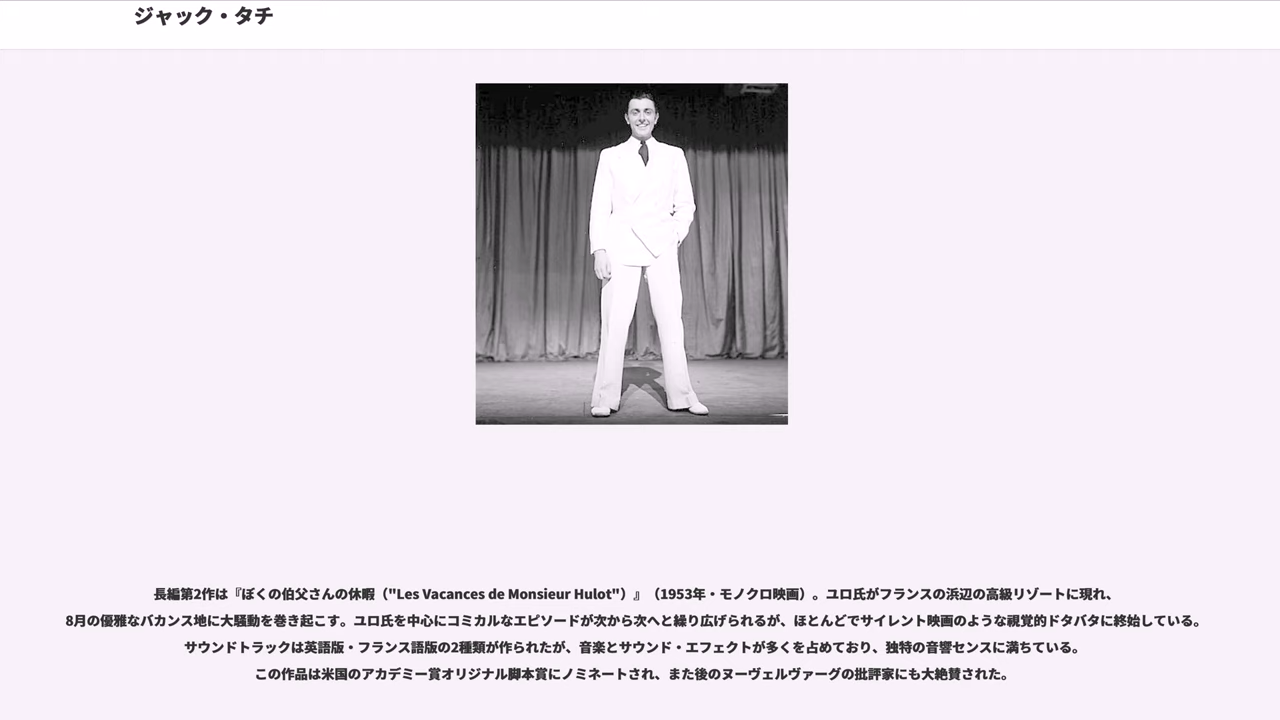 ジャック・タチ
長編第2作は『ぼくの伯父さんの休暇（"Les Vacances de Monsieur Hulot"）』（1953年・モノクロ映画）。ユロ氏がフランスの浜辺の高級リゾートに現れ、
8月の優雅なバカンス地に大騒動を巻き起こす。ユロ氏を中心にコミカルなエピソードが次から次へと繰り広げられるが、ほとんどでサイレント映画のような視覚的ドタバタに終始している。
サウンドトラックは英語版・フランス語版の2種類が作られたが、音楽とサウンド・エフェクトが多くを占めており、独特の音響センスに満ちている。
この作品は米国のアカデミー賞オリジナル脚本賞にノミネートされ、また後のヌーヴェルヴァーグの批評家にも大絶賛された。